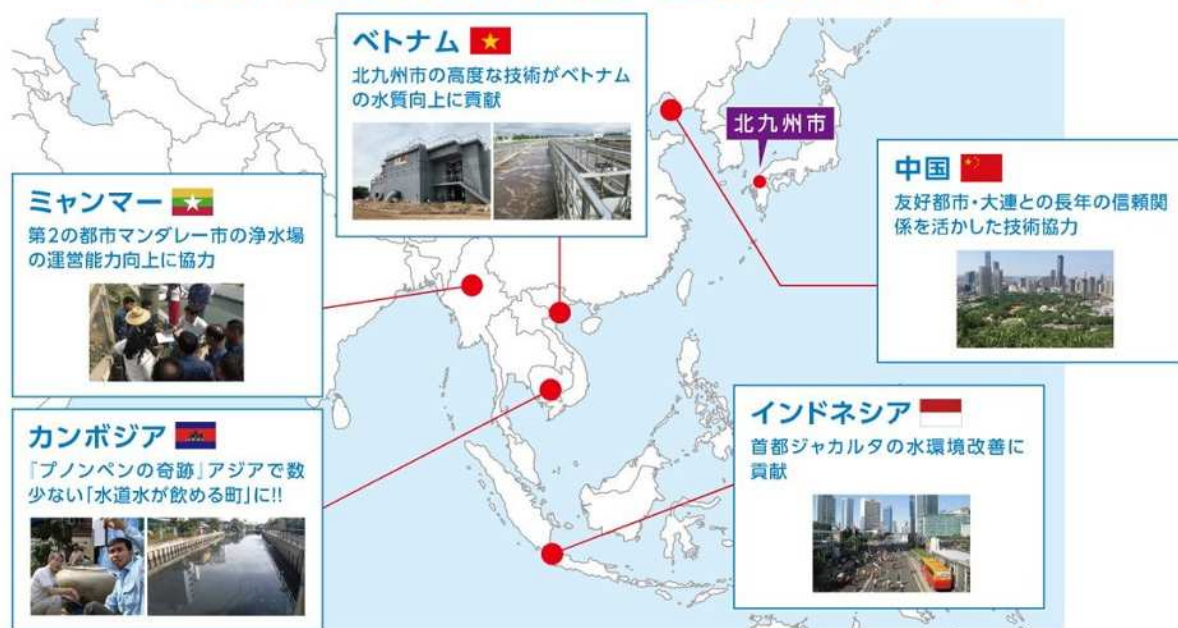 ベトナム
北九州市の高度な技術がベトナム
の水質向上に貢献
北九州市
中国
友好都市・大連との長年の信頼関
係を活かした技術協力
ミャンマー
第2の都市マンダレー市の浄水場
の運営能力向上に協力
カンボジア
『プノンペンの奇跡』アジアで数
少ない「水道水が飲める町」に!!
インドネシア
首都ジャカルタの水環境改善に
貢献